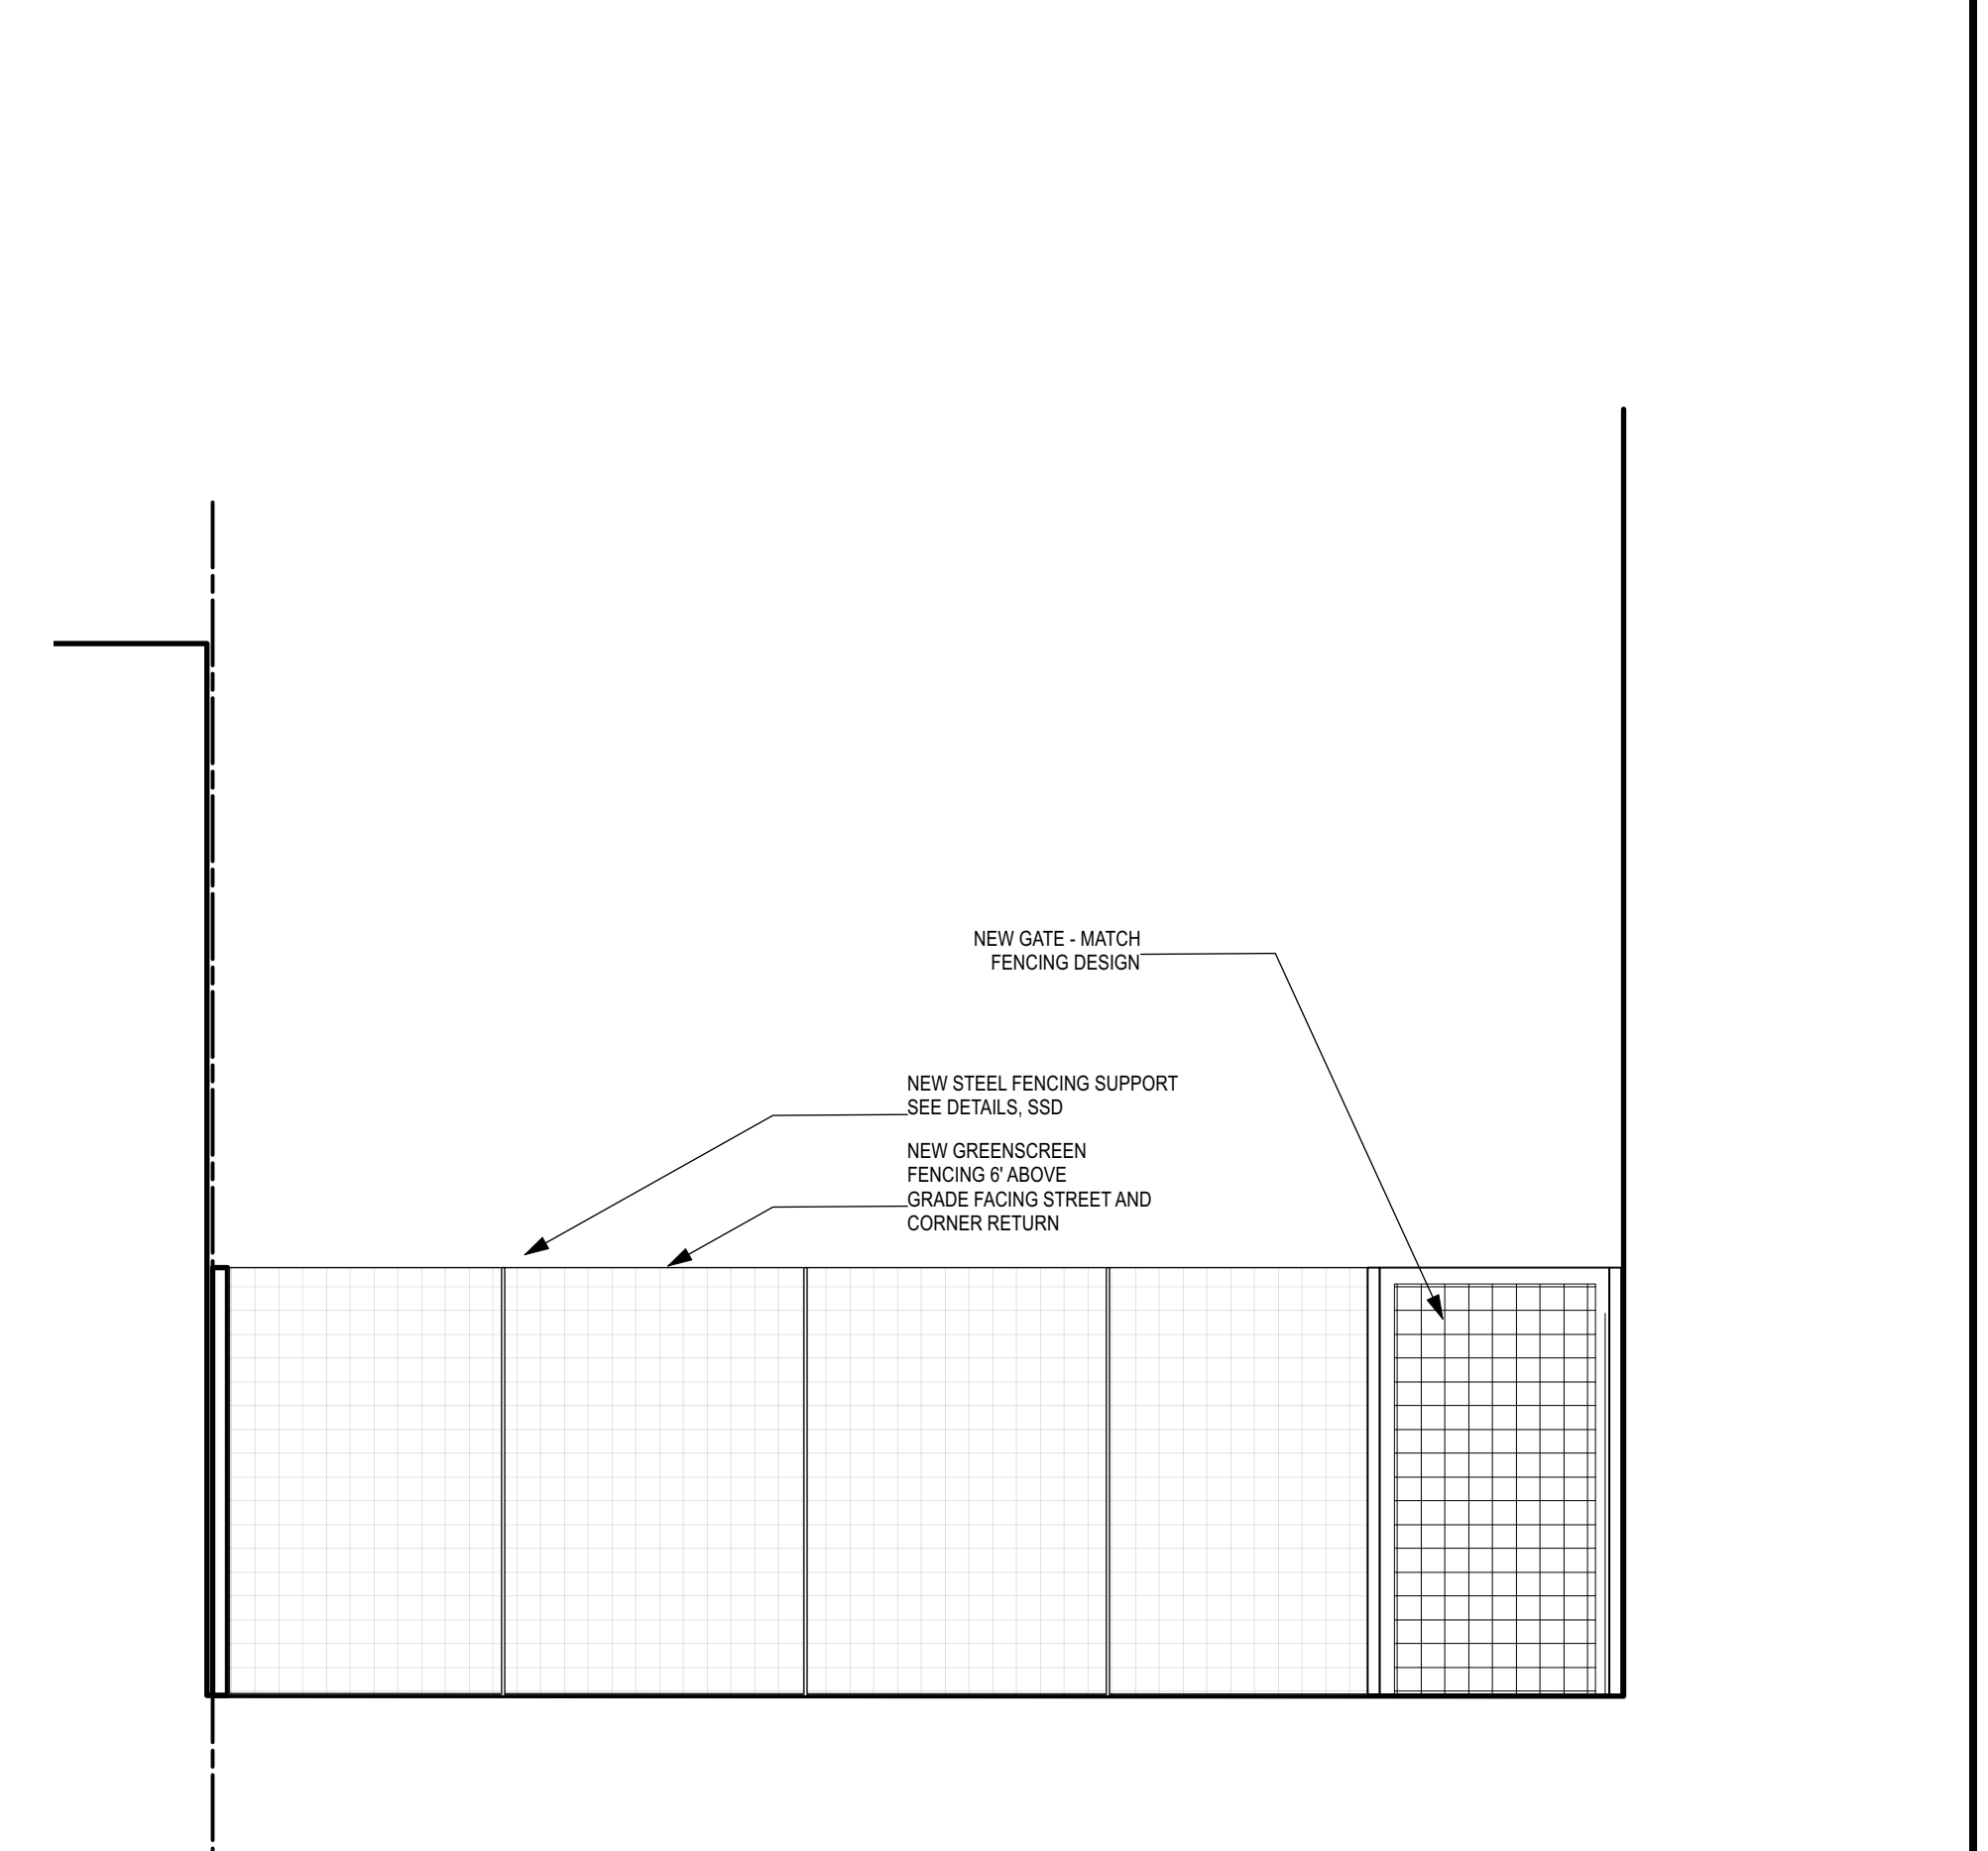 NEW GATE - MATCH
FENCING DESIGN
NEW STEEL FENCING SUPPORT
SEE DETAILS, SSD
NEW GREENSCREEN
FENCING 6' ABOVE
GRADE FACING STREET AND
CORNER RETURN